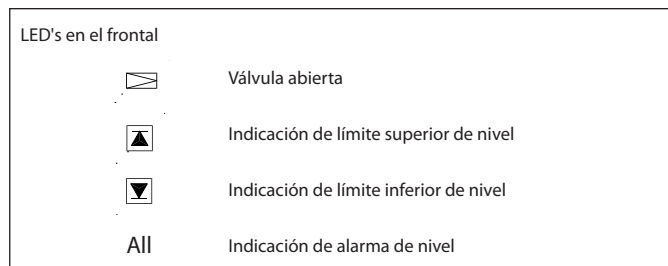 LED's en el frontal
Válvula abierta
Indicación de límite superior de nivel
Indicación de límite inferior de nivel
All Indicación de alarma de nivel